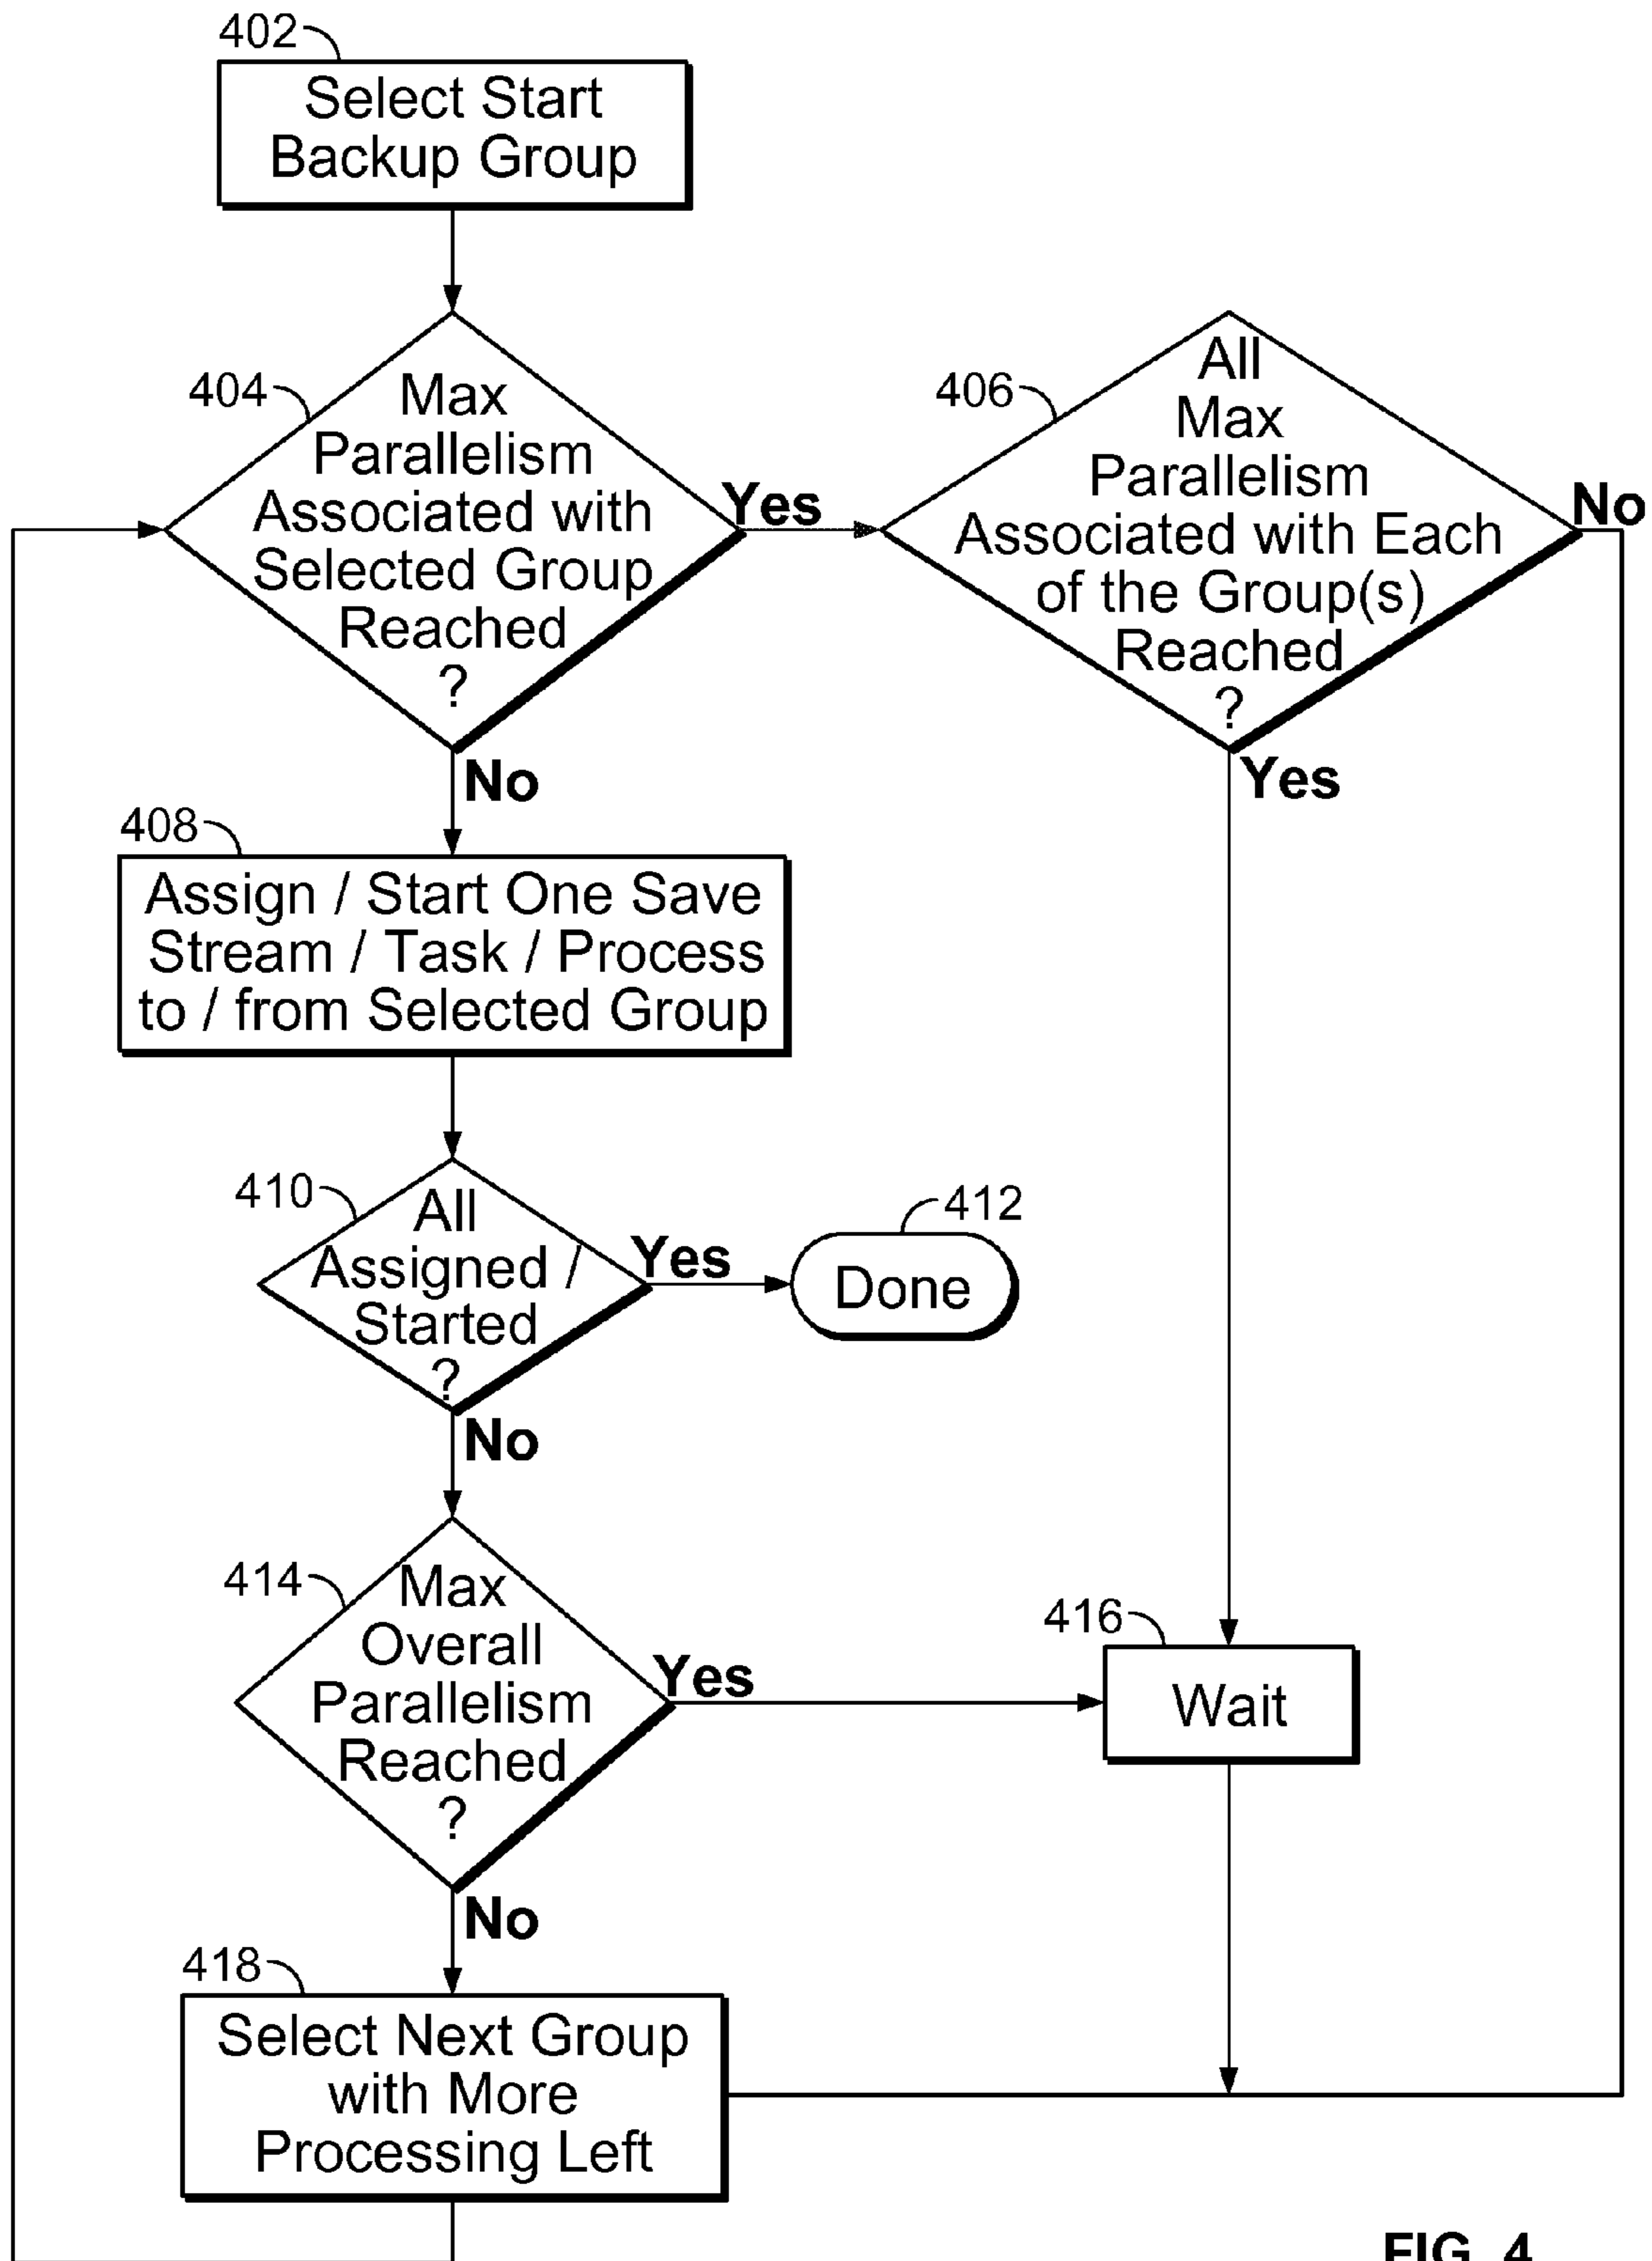 402
Select Start
Backup Group
404
Max
Parallelism
Associated with
Selected Group
Reached
?
Yes
No
406
All
Max
Parallelism
Associated with Each
of the Group(s)
Reached
?
No
Yes
408
Assign / Start One Save
Stream / Task / Process
to / from Selected Group
410
All
Assigned /
Started
?
Yes
No
412
Done
414
Max
Overall
Parallelism
Reached
?
Yes
No
416
Wait
418
Select Next Group
with More
Processing Left
FIG. 4